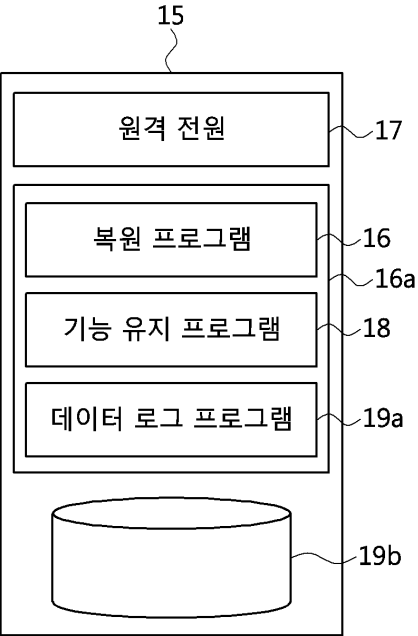 15
원격 전원
17
복원 프로그램
16
16a
기능 유지 프로그램
18
데이터 로그 프로그램
19a
19b